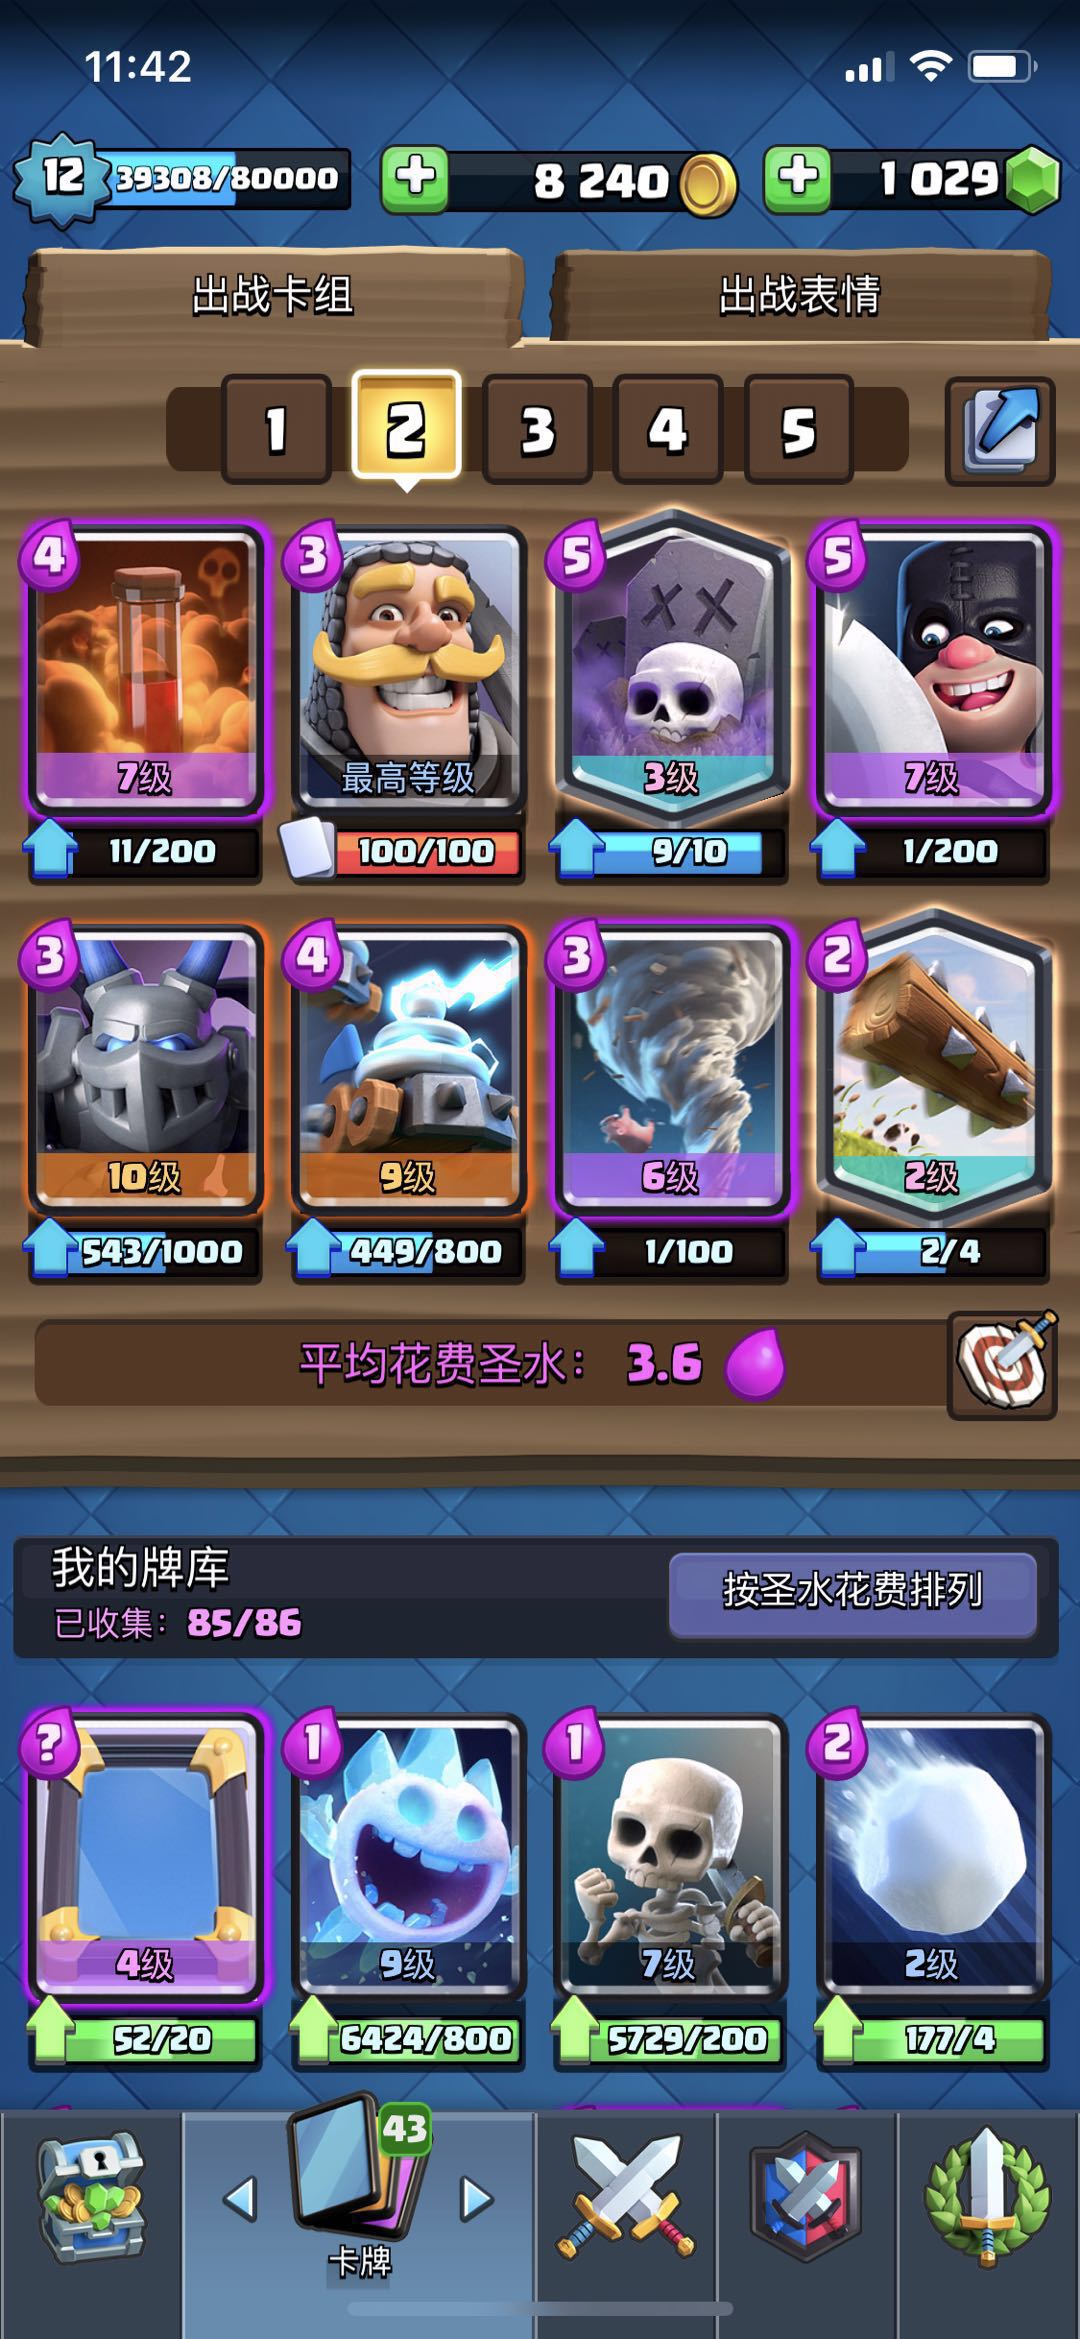 11:42
12 39308/80000 8 240 1 029
出战卡组 出战表情
1 2 3 4 5
4 3 5 5
7级 最高等级 3级 7级
11/200 100/100 9/10 1/200
3 4 3 2
10级 9级 6级 2级
543/1000 449/800 1/100 2/4
平均花费圣水: 3.6
我的牌库
已收集: 85/86
按圣水花费排列
? 1 1 2
4级 9级 7级 2级
52/20 6424/800 5729/200 177/4
43
卡牌